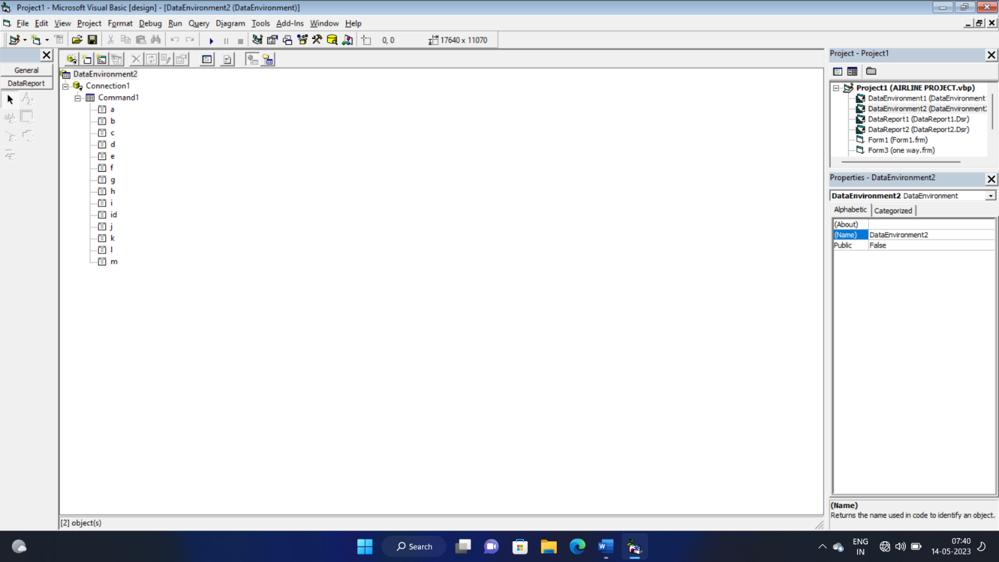 Project1 - Microsoft Visual Basic [design] - [DataEnvironment2 (DataEnvironment)]
File Edit View Project Format Debug Run Query Diagram Tools Add-Ins Window Help
0, 0 17640 x 11070
General
DataReport
DataEnvironment2
Connection1
Command1
a
b
c
d
e
f
g
h
i
id
j
k
l
m
[2] object(s)
Project - Project1
Project1 (AIRLINE PROJECT.vbp)
DataEnvironment1 (DataEnvironment
DataEnvironment2 (DataEnvironment2
DataReport1 (DataReport1.Dsr)
DataReport2 (DataReport2.Dsr)
Form1 (Form1.frm)
Form3 (one way.frm)
Properties - DataEnvironment2
DataEnvironment2 DataEnvironment
Alphabetic Categorized
(About)
(Name) DataEnvironment2
Public False
(Name)
Returns the name used in code to identify an object.
Search
ENG
IN
07:40
14-05-2023